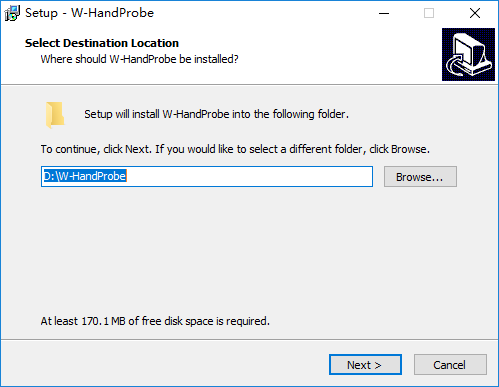 Setup - W-HandProbe
Select Destination Location
Where should W-HandProbe be installed?
Setup will install W-HandProbe into the following folder.
To continue, click Next. If you would like to select a different folder, click Browse.
D:\W-HandProbe
Browse...
At least 170.1 MB of free disk space is required.
Next >
Cancel